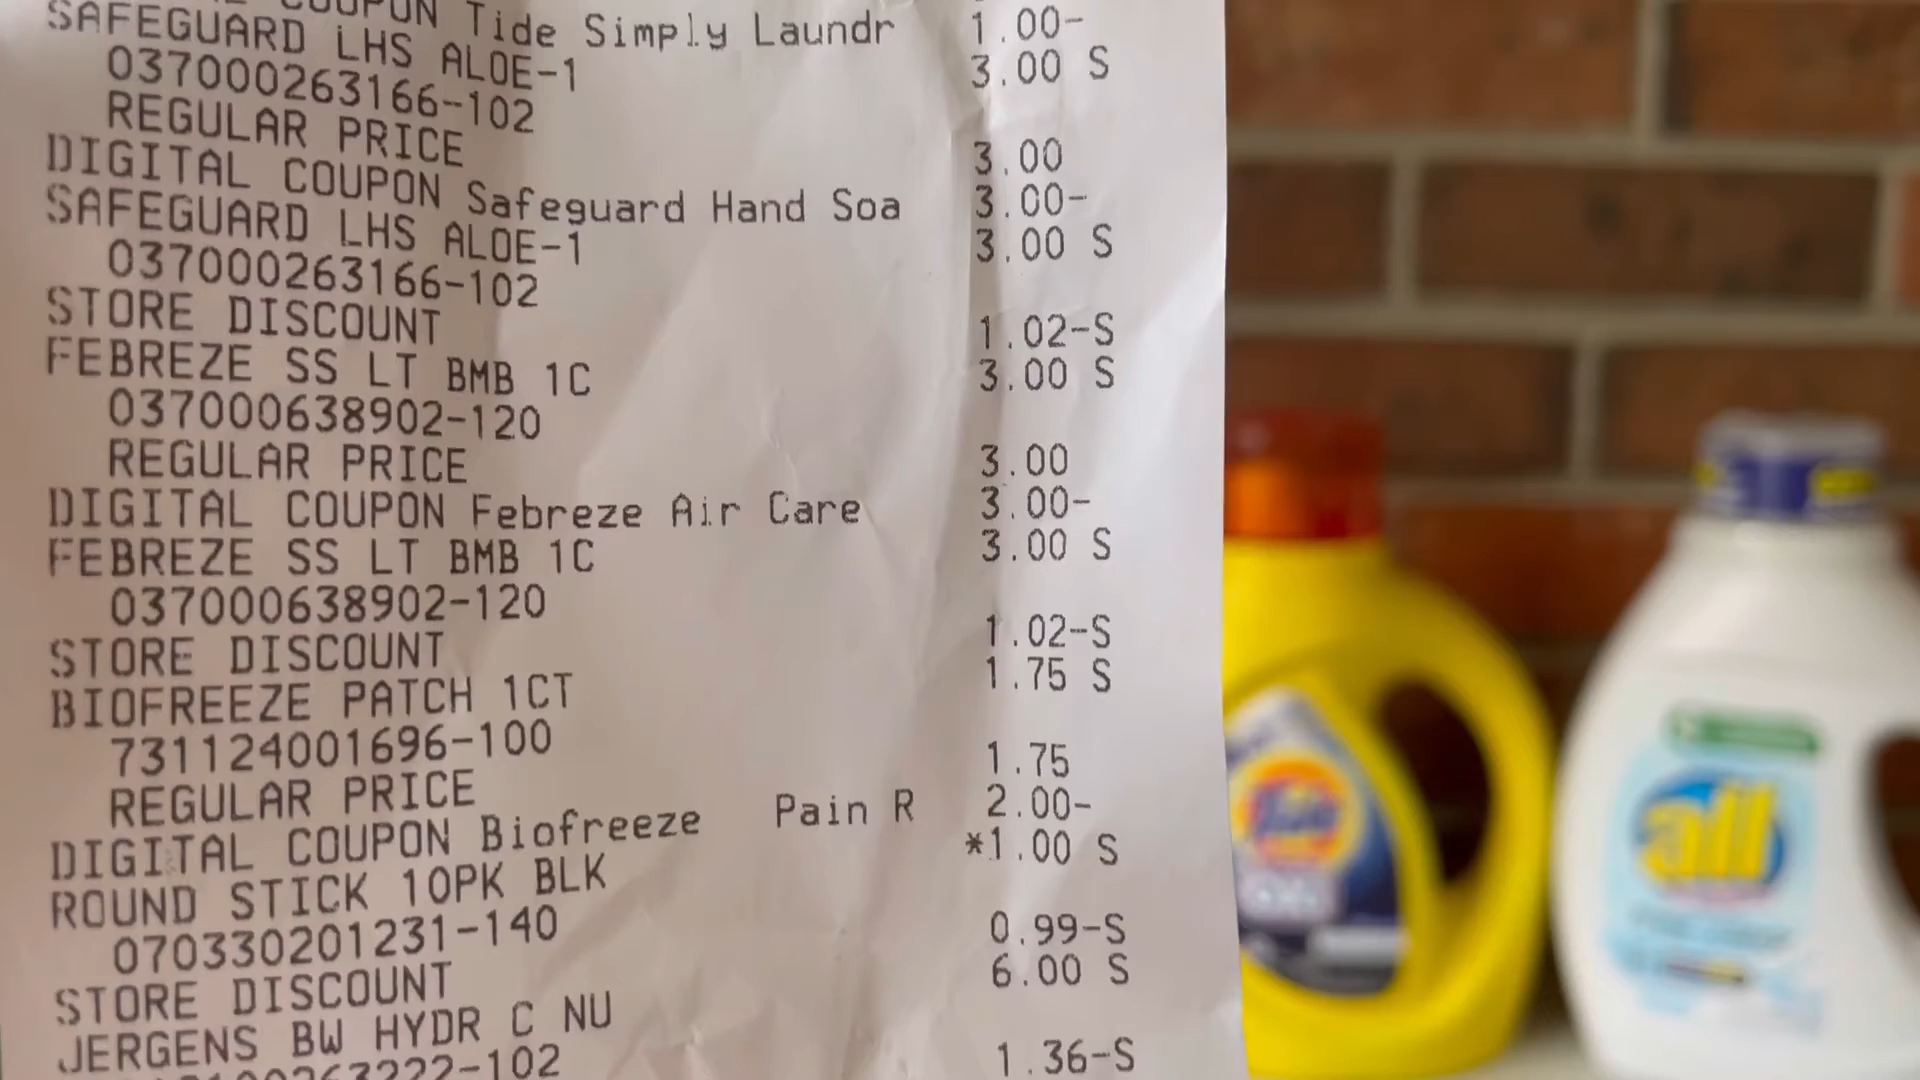 COUPON Tide Simply Laundr 1.00-
SAFEGUARD LHS ALOE-1 3.00 S
037000263166-102
REGULAR PRICE 3.00
DIGITAL COUPON Safeguard Hand Soa 3.00-
SAFEGUARD LHS ALOE-1 3.00 S
037000263166-102
STORE DISCOUNT 1.02-S
FEBREZE SS LT BMB 1C 3.00 S
037000638902-120
REGULAR PRICE 3.00
DIGITAL COUPON Febreze Air Care 3.00-
FEBREZE SS LT BMB 1C 3.00 S
037000638902-120
STORE DISCOUNT 1.02-S
BIOFREEZE PATCH 1CT 1.75 S
731124001696-100
REGULAR PRICE 1.75
DIGITAL COUPON Biofreeze Pain R 2.00-
ROUND STICK 10PK BLK *1.00 S
070330201231-140
STORE DISCOUNT 0.99-S
JERGENS BW HYDR C NU 6.00 S
1.36-S
Tide
all